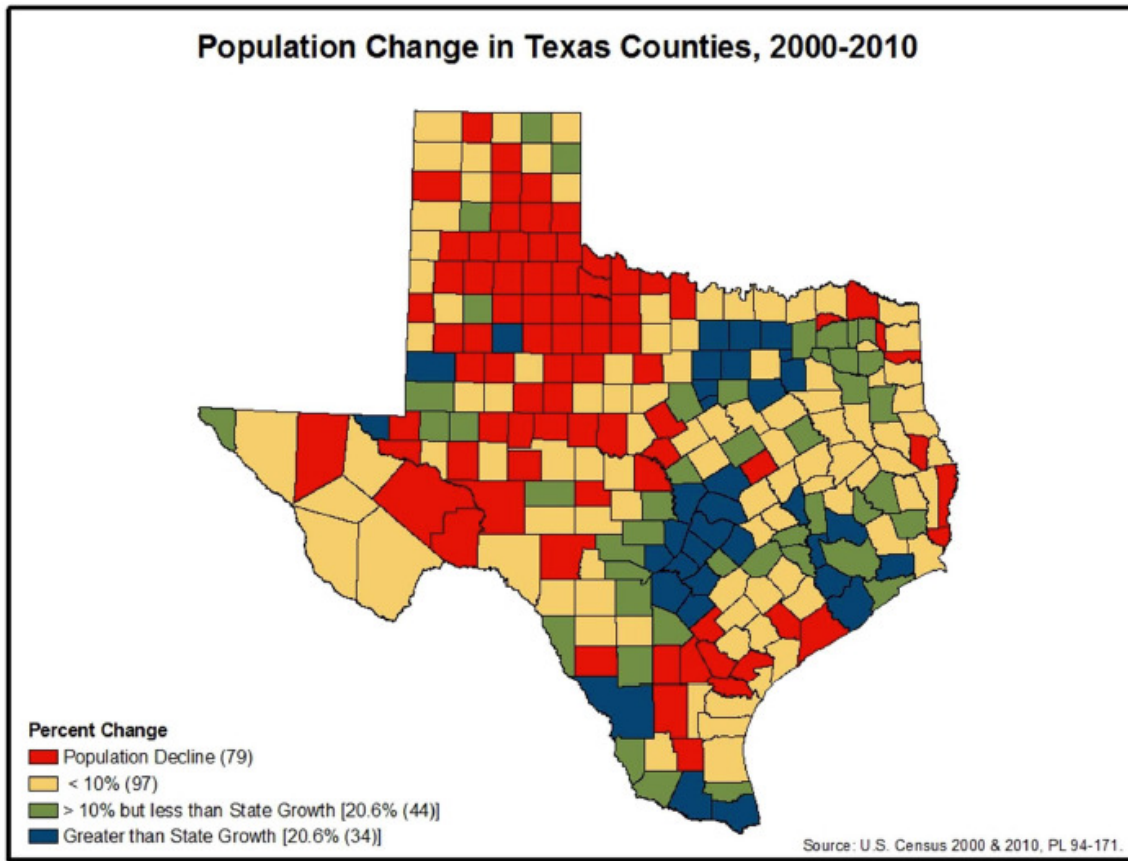 Population Change in Texas Counties, 2000-2010
Percent Change
Population Decline (79)
< 10% (97)
> 10% but less than State Growth [20.6% (44)]
Greater than State Growth [20.6% (34)]
Source: U.S. Census 2000 & 2010, PL 94-171.